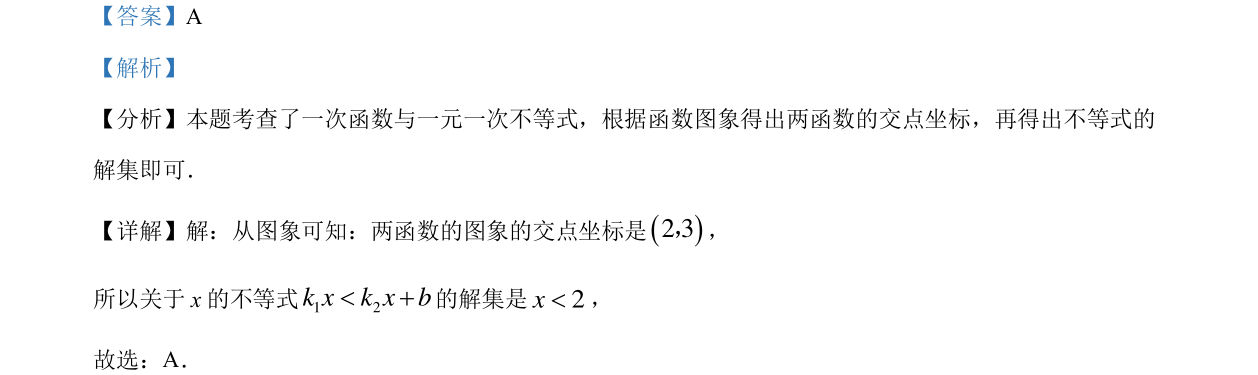 【答案】A
【解析】
【分析】本题考查了一次函数与一元一次不等式，根据函数图象得出两函数的交点坐标，再得出不等式的
解集即可．
【详解】解：从图象可知：两函数的图象的交点坐标是(2,3)，
所以关于 x 的不等式k₁x < k₂x + b的解集是 x < 2，
故选：A．